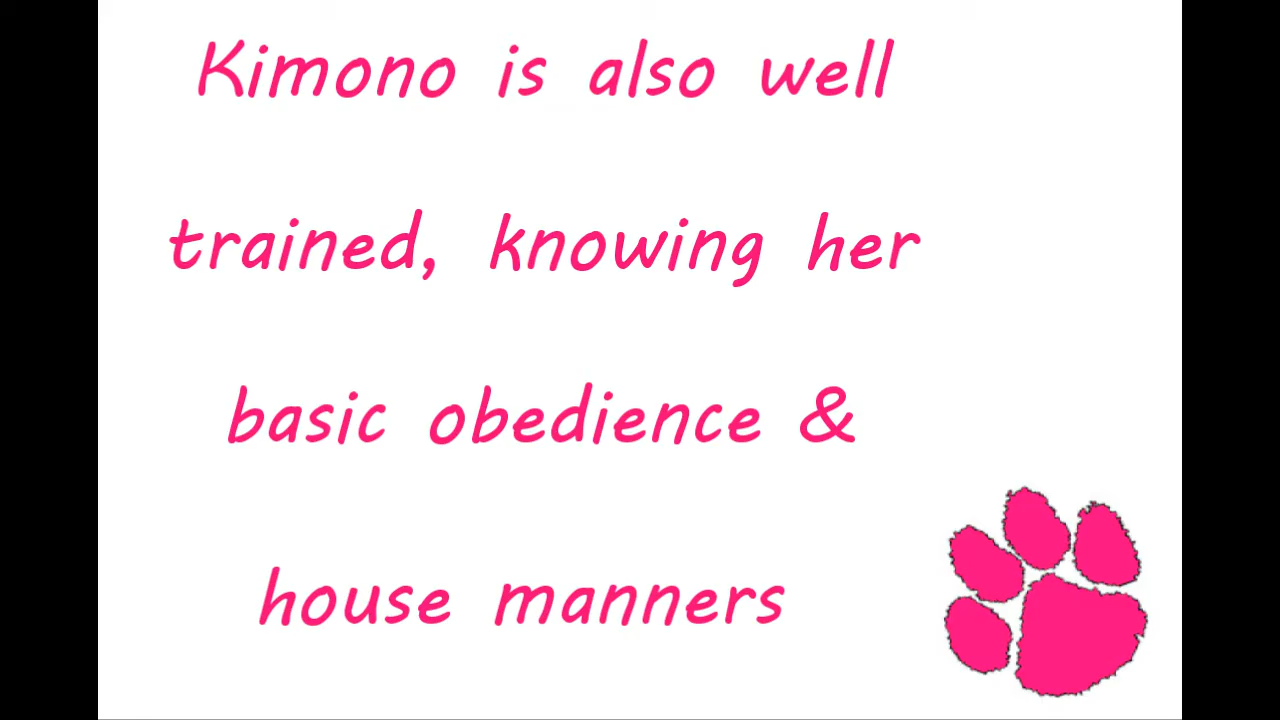 Kimono is also well
trained, knowing her
basic obedience &
house manners